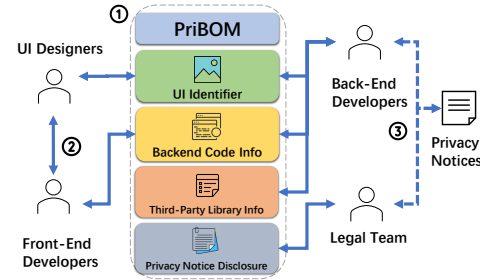 ①
PriBOM
UI Designers
UI Identifier
Back-End
Developers
②
③
Backend Code Info
Privacy
Notices
Third-Party Library Info
Front-End
Developers
Legal Team
Privacy Notice Disclosure